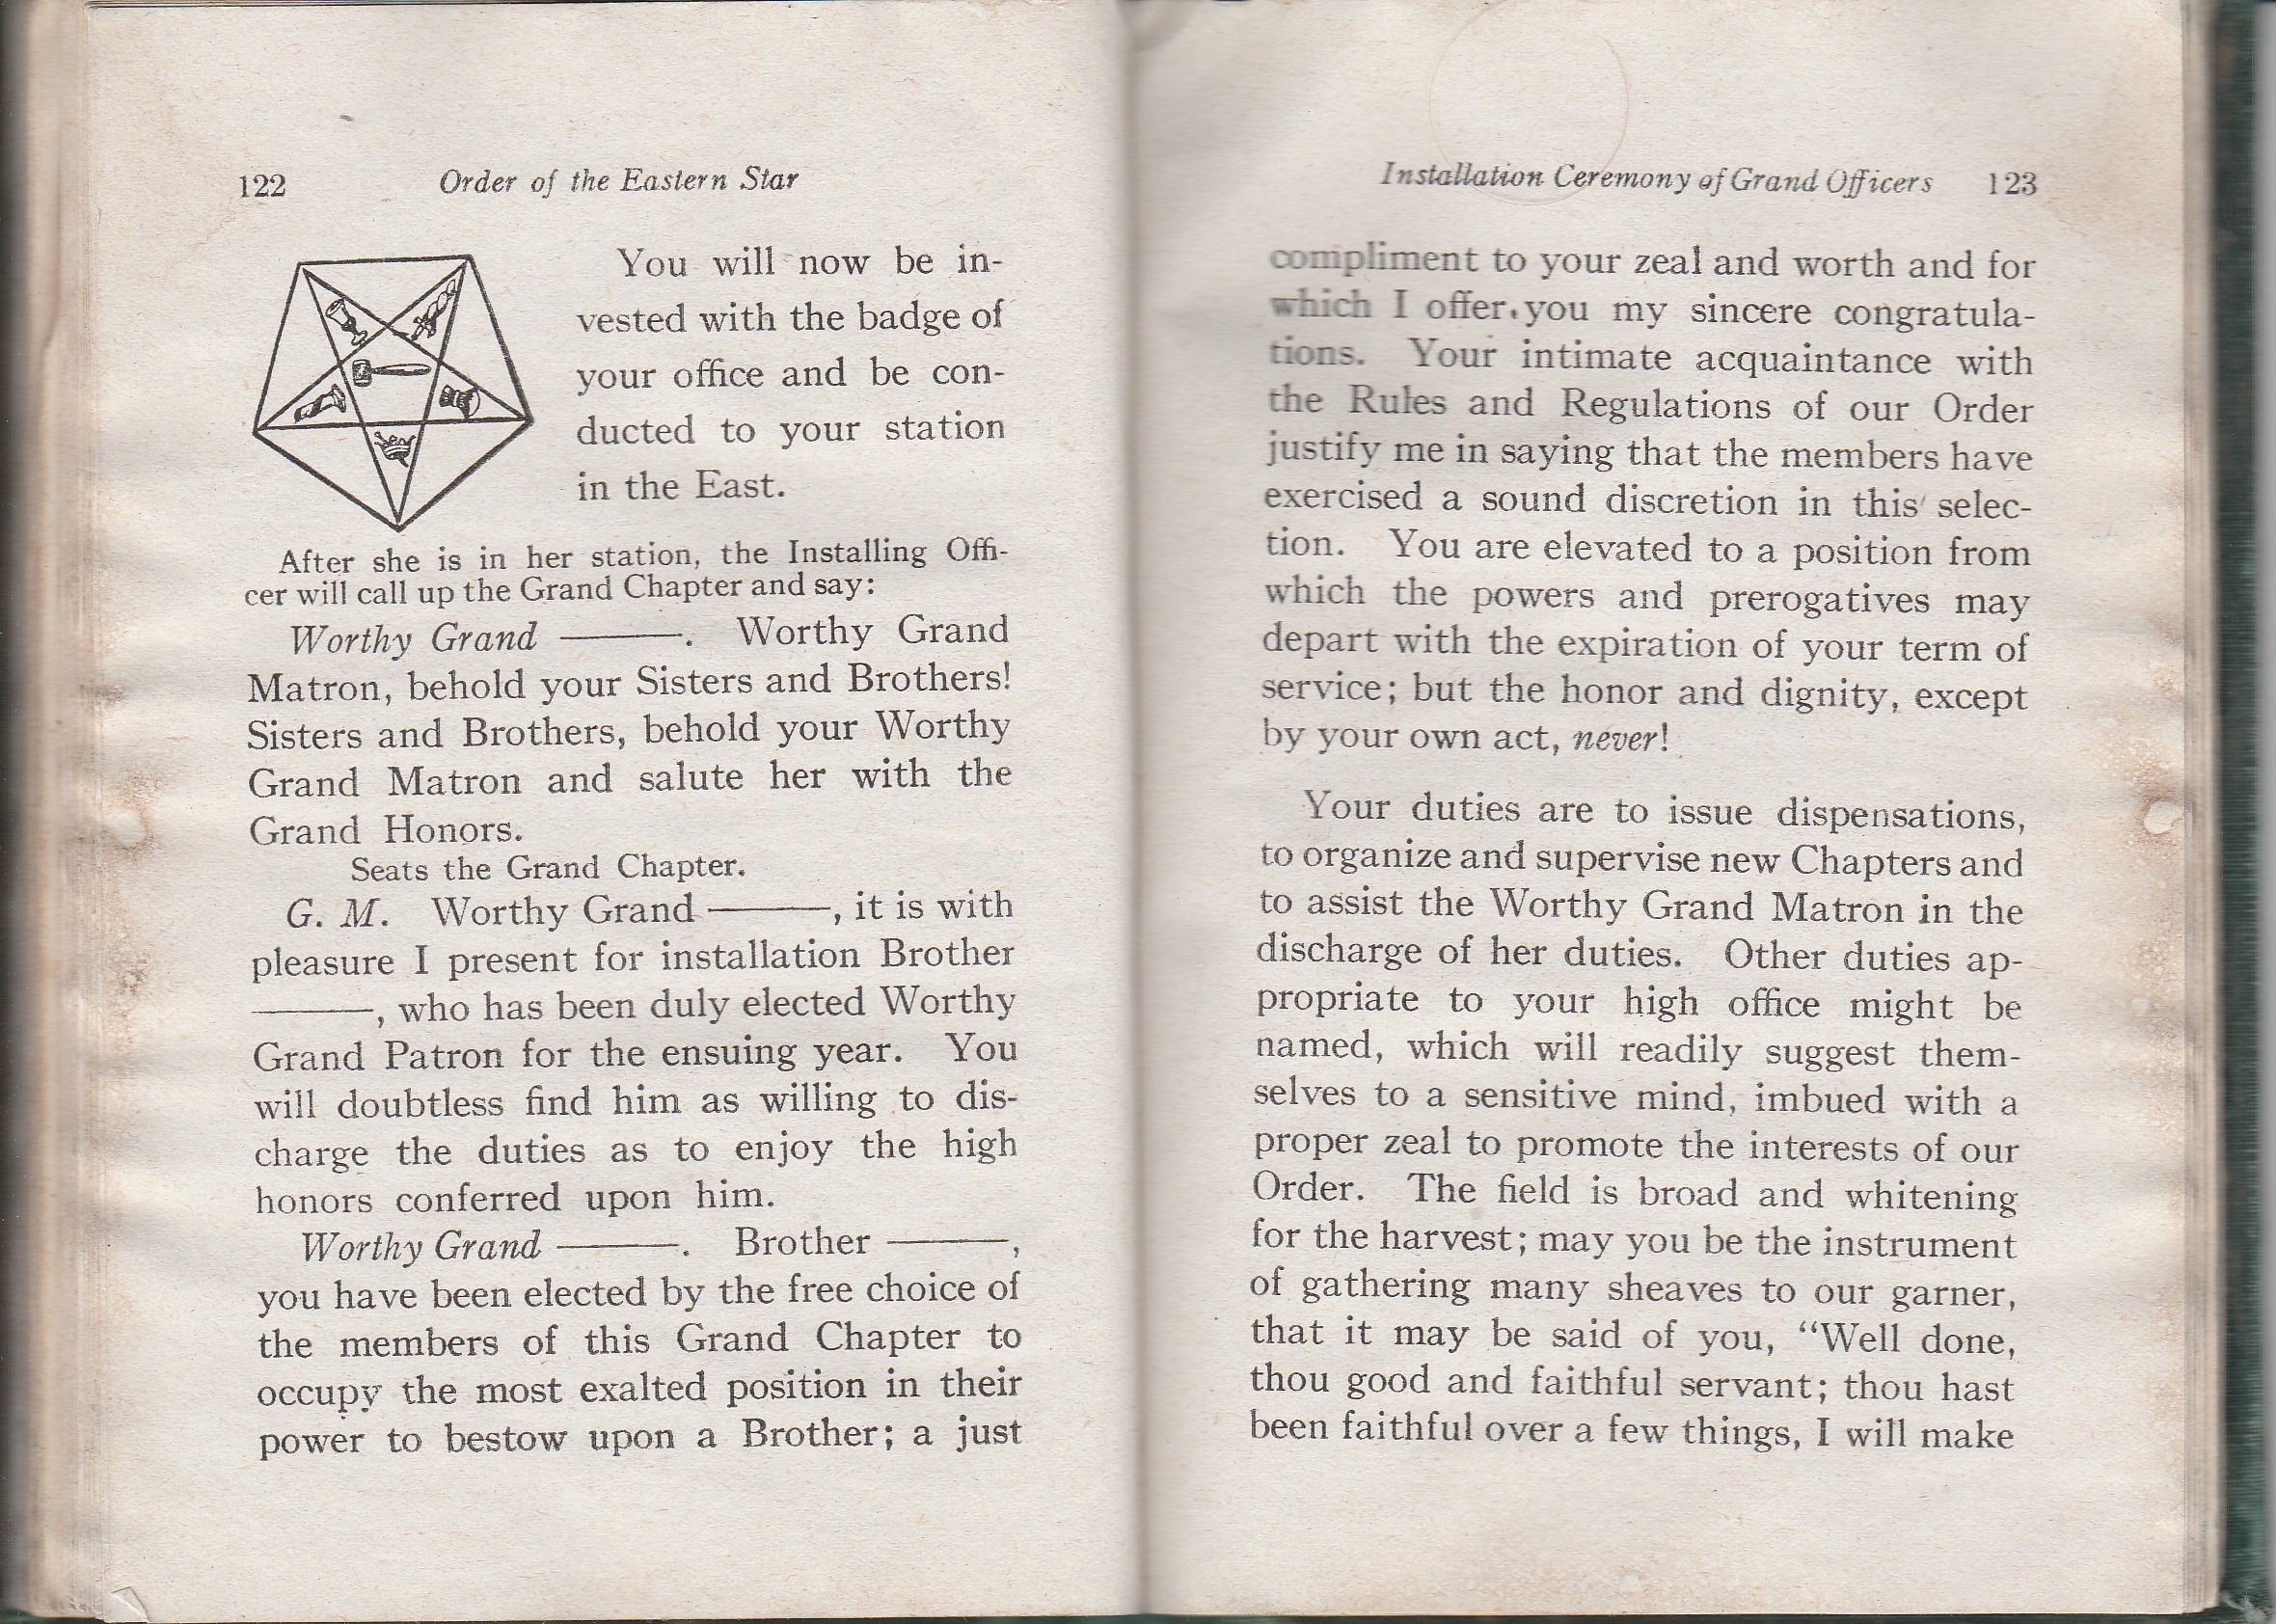 122 Order of the Eastern Star
You will now be in-
vested with the badge of
your office and be con-
ducted to your station
in the East.
After she is in her station, the Installing Offi-
cer will call up the Grand Chapter and say:
Worthy Grand ———. Worthy Grand
Matron, behold your Sisters and Brothers!
Sisters and Brothers, behold your Worthy
Grand Matron and salute her with the
Grand Honors.
Seats the Grand Chapter.
G. M. Worthy Grand ———, it is with
pleasure I present for installation Brother
———, who has been duly elected Worthy
Grand Patron for the ensuing year. You
will doubtless find him as willing to dis-
charge the duties as to enjoy the high
honors conferred upon him.
Worthy Grand ———. Brother ———,
you have been elected by the free choice of
the members of this Grand Chapter to
occupy the most exalted position in their
power to bestow upon a Brother; a just
Installation Ceremony of Grand Officers 123
compliment to your zeal and worth and for
which I offer you my sincere congratula-
tions. Your intimate acquaintance with
the Rules and Regulations of our Order
justify me in saying that the members have
exercised a sound discretion in this selec-
tion. You are elevated to a position from
which the powers and prerogatives may
depart with the expiration of your term of
service; but the honor and dignity, except
by your own act, never!
Your duties are to issue dispensations,
to organize and supervise new Chapters and
to assist the Worthy Grand Matron in the
discharge of her duties. Other duties ap-
propriate to your high office might be
named, which will readily suggest them-
selves to a sensitive mind, imbued with a
proper zeal to promote the interests of our
Order. The field is broad and whitening
for the harvest; may you be the instrument
of gathering many sheaves to our garner,
that it may be said of you, “Well done,
thou good and faithful servant; thou hast
been faithful over a few things, I will make